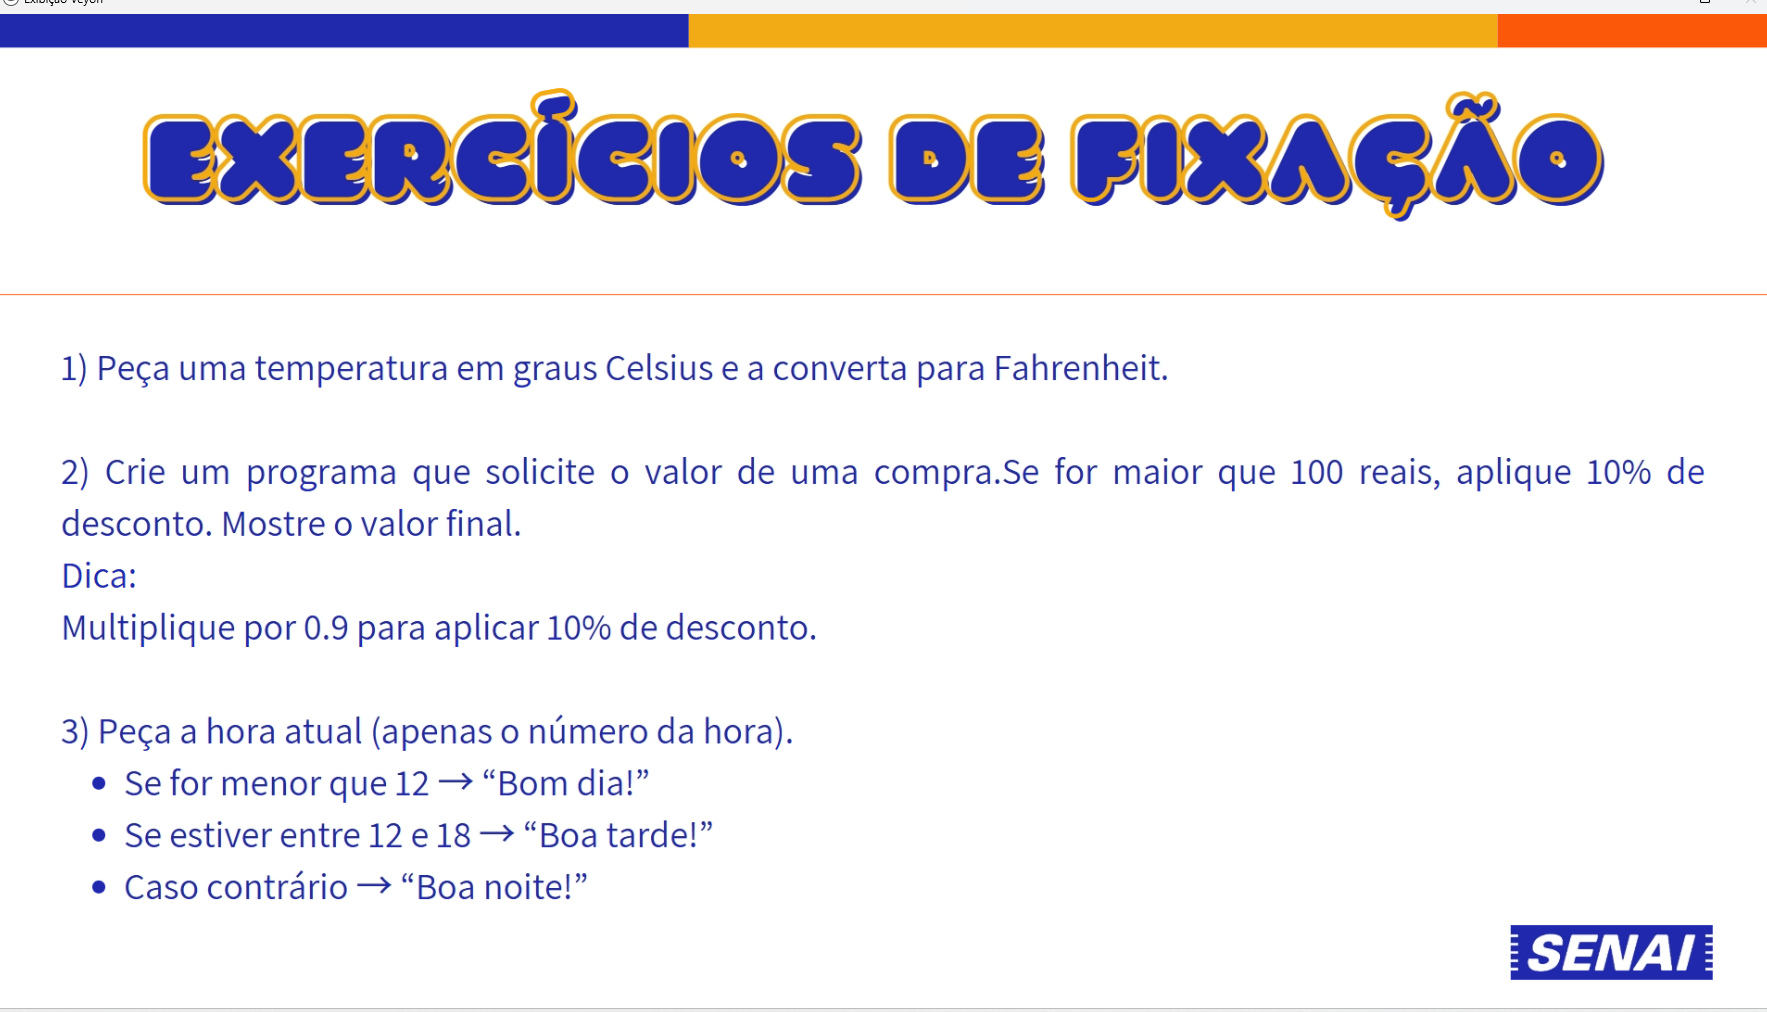 Exibição Veyon
EXERCÍCIOS DE FIXAÇÃO
1) Peça uma temperatura em graus Celsius e a converta para Fahrenheit.
2) Crie um programa que solicite o valor de uma compra.Se for maior que 100 reais, aplique 10% de
desconto. Mostre o valor final.
Dica:
Multiplique por 0.9 para aplicar 10% de desconto.
3) Peça a hora atual (apenas o número da hora).
• Se for menor que 12 → “Bom dia!”
• Se estiver entre 12 e 18 → “Boa tarde!”
• Caso contrário → “Boa noite!”
SENAI